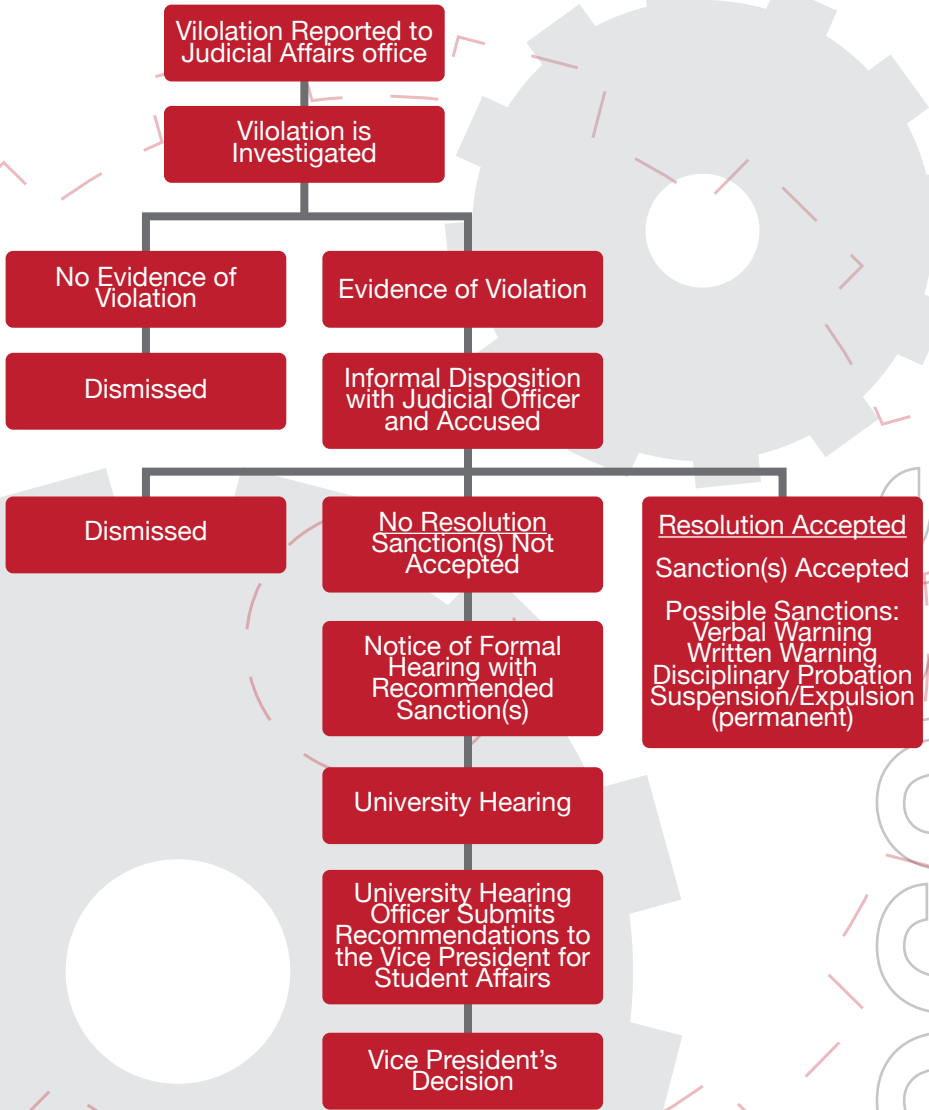 Vilolation Reported to
Judicial Affairs office
Vilolation is
Investigated
No Evidence of
Violation
Evidence of Violation
Dismissed
Informal Disposition
with Judicial Officer
and Accused
Dismissed
No Resolution
Sanction(s) Not
Accepted
Resolution Accepted
Sanction(s) Accepted
Possible Sanctions:
Verbal Warning
Written Warning
Disciplinary Probation
Suspension/Expulsion
(permanent)
Notice of Formal
Hearing with
Recommended
Sanction(s)
University Hearing
University Hearing
Officer Submits
Recommendations to
the Vice President for
Student Affairs
Vice President’s
Decision